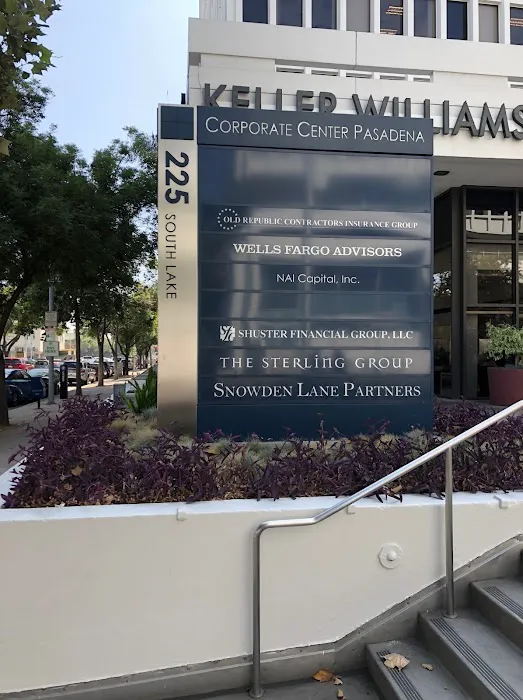 KELLER WILLIAMS
CORPORATE CENTER PASADENA
225 SOUTH LAKE
OLD REPUBLIC CONTRACTORS INSURANCE GROUP
WELLS FARGO ADVISORS
NAI Capital, Inc.
SHUSTER FINANCIAL GROUP, LLC
THE STERLING GROUP
SNOWDEN LANE PARTNERS